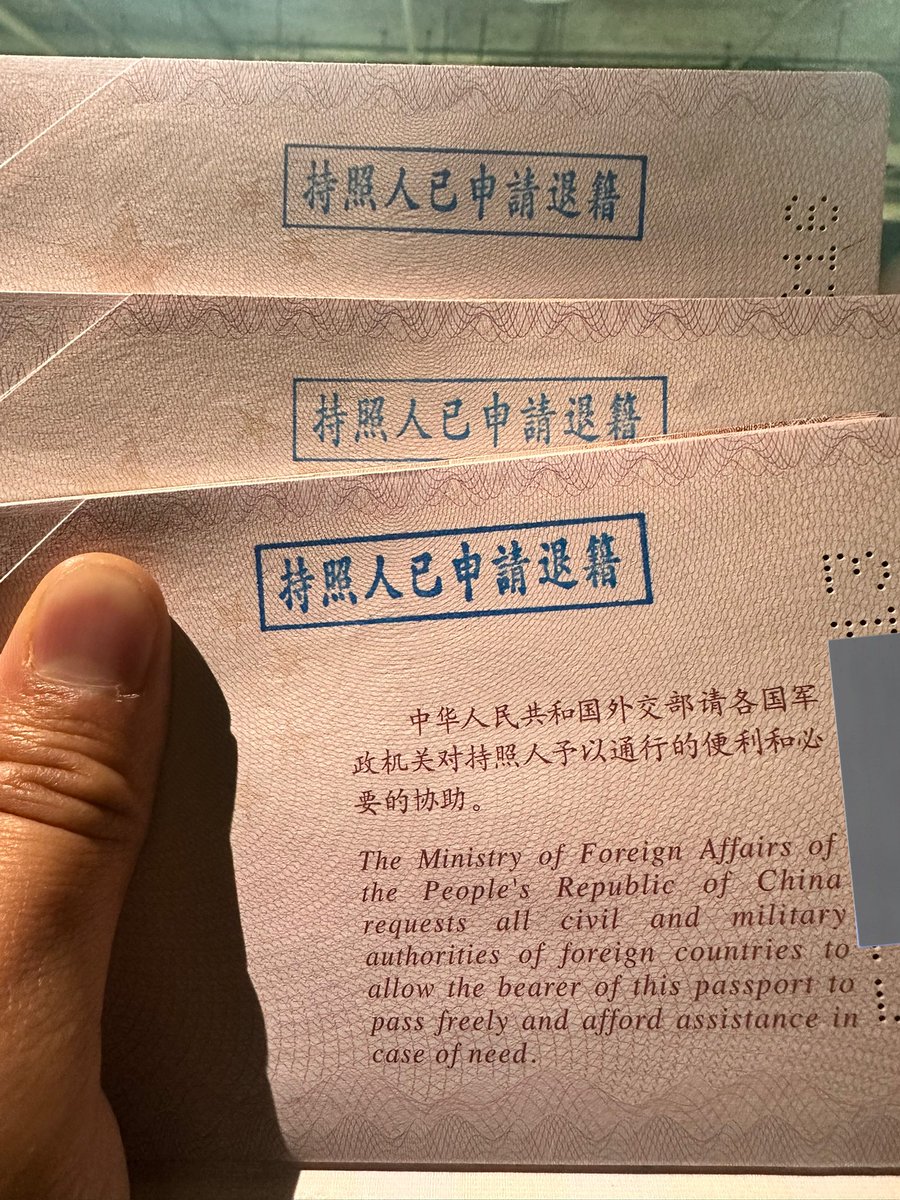 持照人已申請退籍
持照人已申請退籍
持照人已申請退籍
中华人民共和国外交部请各国军
政机关对持照人予以通行的便利和必
要的协助。
The Ministry of Foreign Affairs of
the People's Republic of China
requests all civil and military
authorities of foreign countries to
allow the bearer of this passport to
pass freely and afford assistance in
case of need.